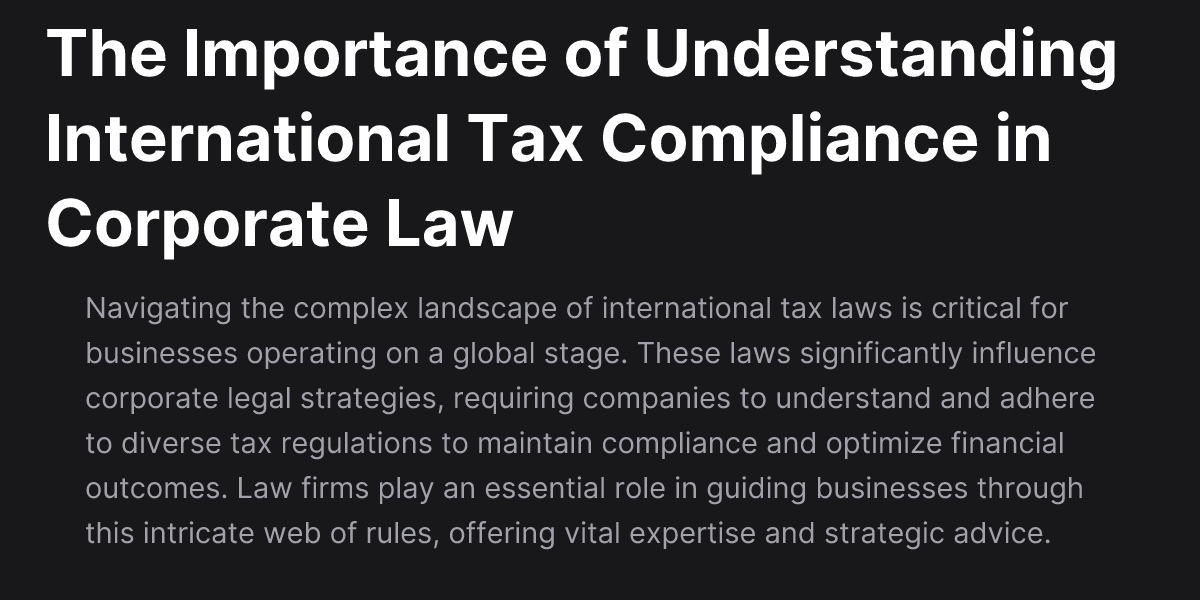 The Importance of Understanding
International Tax Compliance in
Corporate Law
Navigating the complex landscape of international tax laws is critical for
businesses operating on a global stage. These laws significantly influence
corporate legal strategies, requiring companies to understand and adhere
to diverse tax regulations to maintain compliance and optimize financial
outcomes. Law firms play an essential role in guiding businesses through
this intricate web of rules, offering vital expertise and strategic advice.